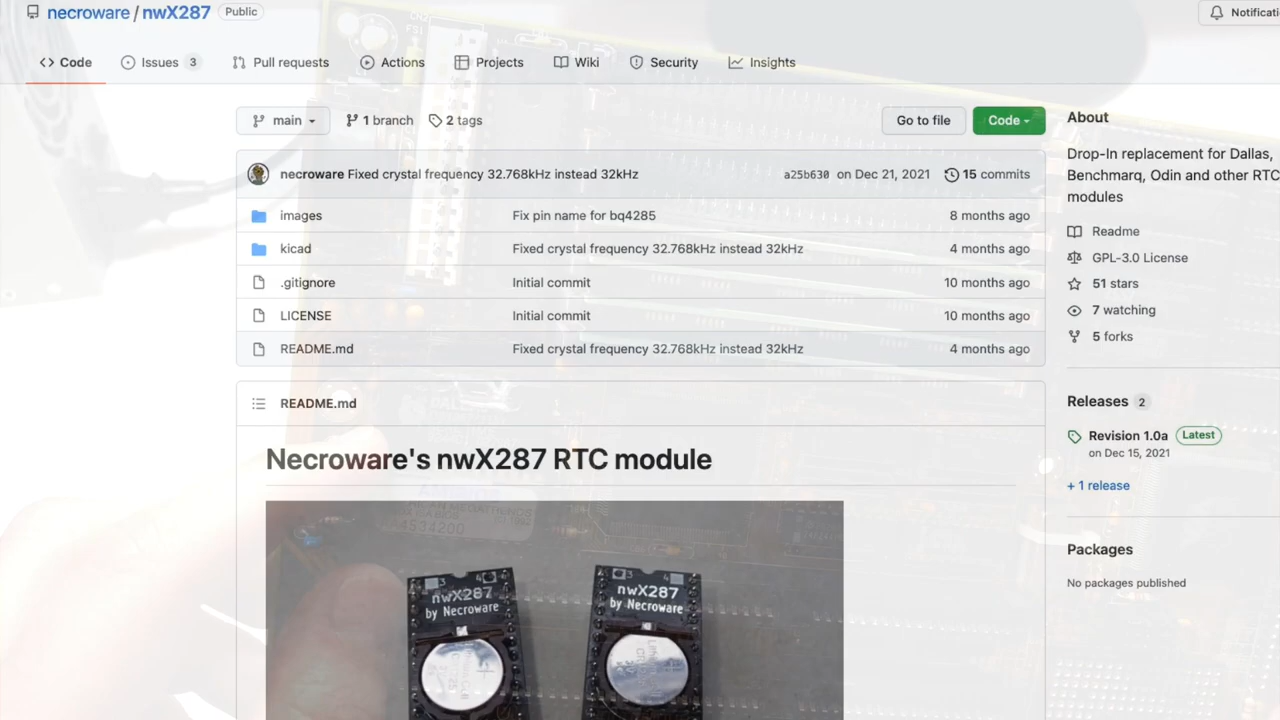 necroware / nwX287 Public
Notificati
Code Issues 3 Pull requests Actions Projects Wiki Security Insights
main 1 branch 2 tags Go to file Code
necroware Fixed crystal frequency 32.768kHz instead 32kHz a25b630 on Dec 21, 2021 15 commits
images Fix pin name for bq4285 8 months ago
kicad Fixed crystal frequency 32.768kHz instead 32kHz 4 months ago
.gitignore Initial commit 10 months ago
LICENSE Initial commit 10 months ago
README.md Fixed crystal frequency 32.768kHz instead 32kHz 4 months ago
README.md
Necroware's nwX287 RTC module
nwX287
by Necroware
nwX287
by Necroware
About
Drop-In replacement for Dallas,
Benchmarq, Odin and other RTC
modules
Readme
GPL-3.0 License
51 stars
7 watching
5 forks
Releases 2
Revision 1.0a Latest
on Dec 15, 2021
+ 1 release
Packages
No packages published